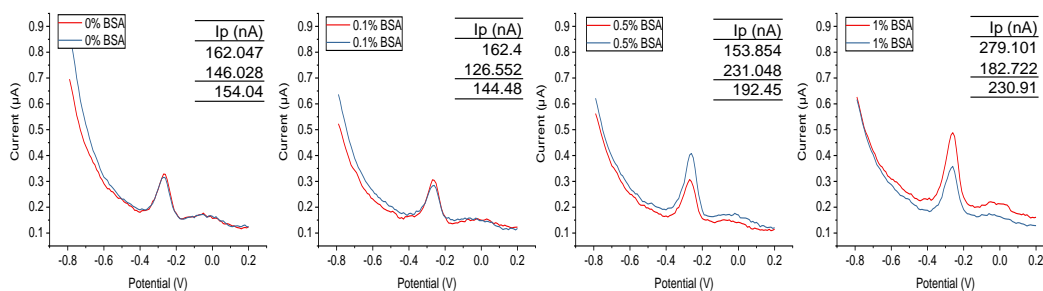 0% BSA
0% BSA
Ip (nA)
162.047
146.028
154.04
0.9
0.8
0.7
0.6
0.5
0.4
0.3
0.2
0.1
Current (µA)
-0.8 -0.6 -0.4 -0.2 0.0 0.2
Potential (V)
0.1% BSA
0.1% BSA
Ip (nA)
162.4
126.552
144.48
0.9
0.8
0.7
0.6
0.5
0.4
0.3
0.2
0.1
Current (µA)
-0.8 -0.6 -0.4 -0.2 0.0 0.2
Potential (V)
0.5% BSA
0.5% BSA
Ip (nA)
153.854
231.048
192.45
0.9
0.8
0.7
0.6
0.5
0.4
0.3
0.2
0.1
Current (µA)
-0.8 -0.6 -0.4 -0.2 0.0 0.2
Potential (V)
1% BSA
1% BSA
Ip (nA)
279.101
182.722
230.91
0.9
0.8
0.7
0.6
0.5
0.4
0.3
0.2
0.1
Current (µA)
-0.8 -0.6 -0.4 -0.2 0.0 0.2
Potential (V)